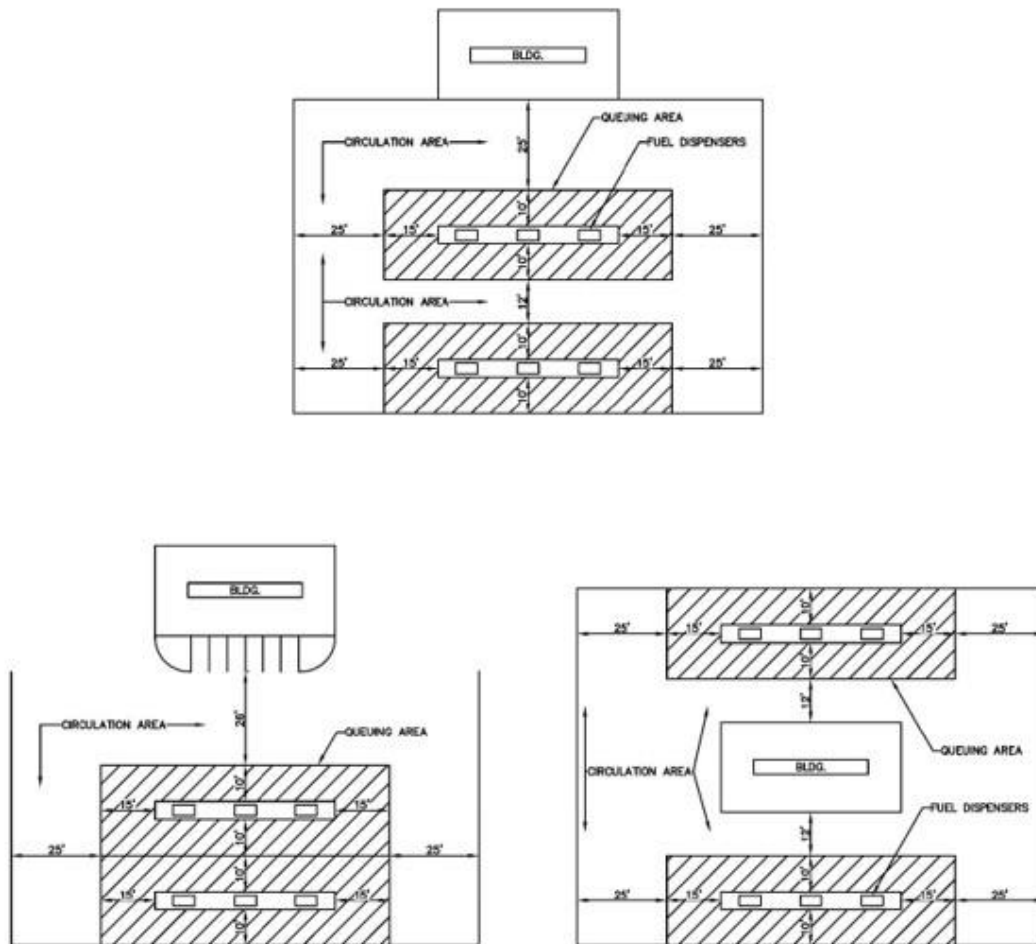 BLDG.
QUEUING AREA
CIRCULATION AREA
25'
FUEL DISPENSERS
10'
25' 15' 15' 25'
10'
CIRCULATION AREA
12'
10'
25' 15' 15' 25'
10'
BLDG.
CIRCULATION AREA
26'
QUEUING AREA
10'
15' 15'
10'
25' 25'
10'
15' 15'
10'
10'
25' 15' 15' 25'
10'
12'
QUEUING AREA
BLDG.
CIRCULATION AREA
FUEL DISPENSERS
12'
10'
25' 15' 15' 25'
10'